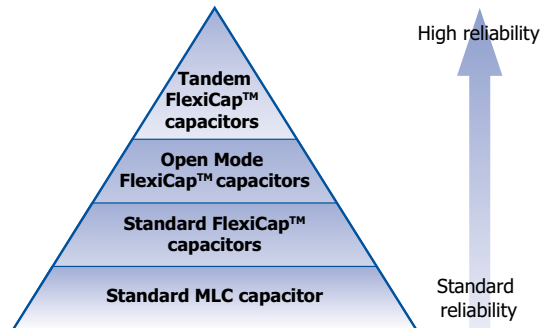 Tandem
FlexiCap™
capacitors
Open Mode
FlexiCap™ capacitors
Standard FlexiCap™
capacitors
Standard MLC capacitor
High reliability
Standard
reliability